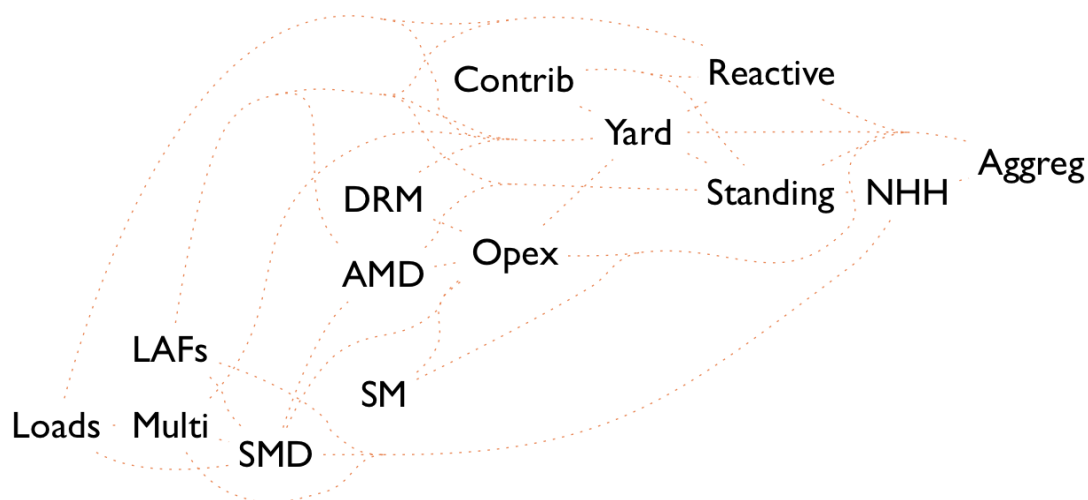 Contrib
Reactive
Yard
Aggreg
DRM
Standing
NHH
Opex
AMD
LAFs
SM
Loads
Multi
SMD